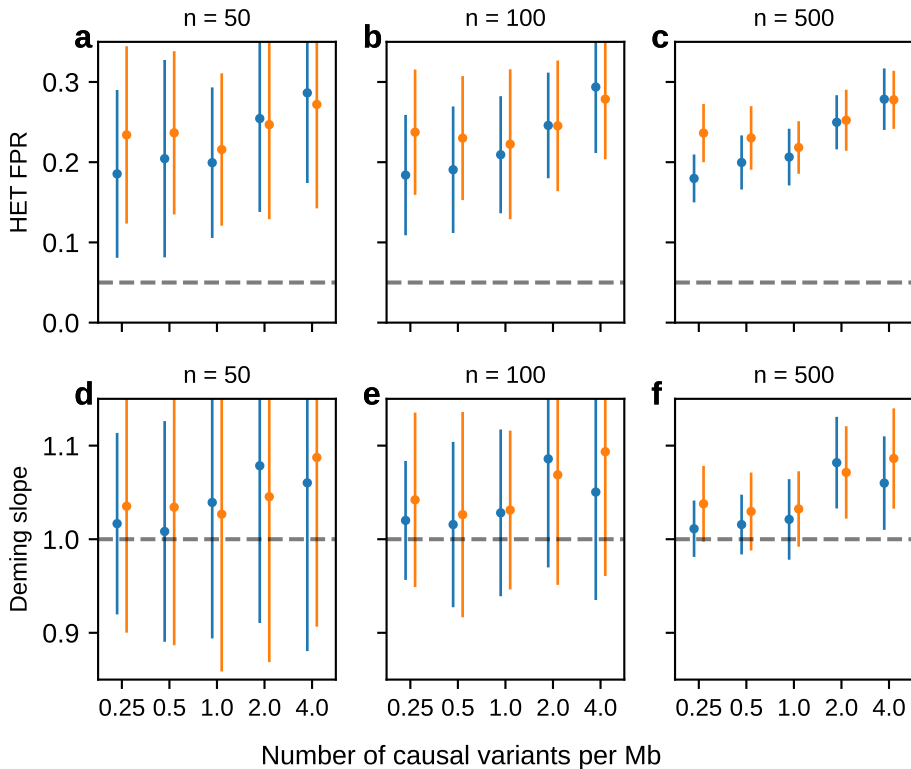 n = 50
n = 100
n = 500
a
b
c
HET FPR
0.3
0.2
0.1
0.0
n = 50
n = 100
n = 500
d
e
f
Deming slope
1.1
1.0
0.9
0.25 0.5 1.0 2.0 4.0
0.25 0.5 1.0 2.0 4.0
0.25 0.5 1.0 2.0 4.0
Number of causal variants per Mb